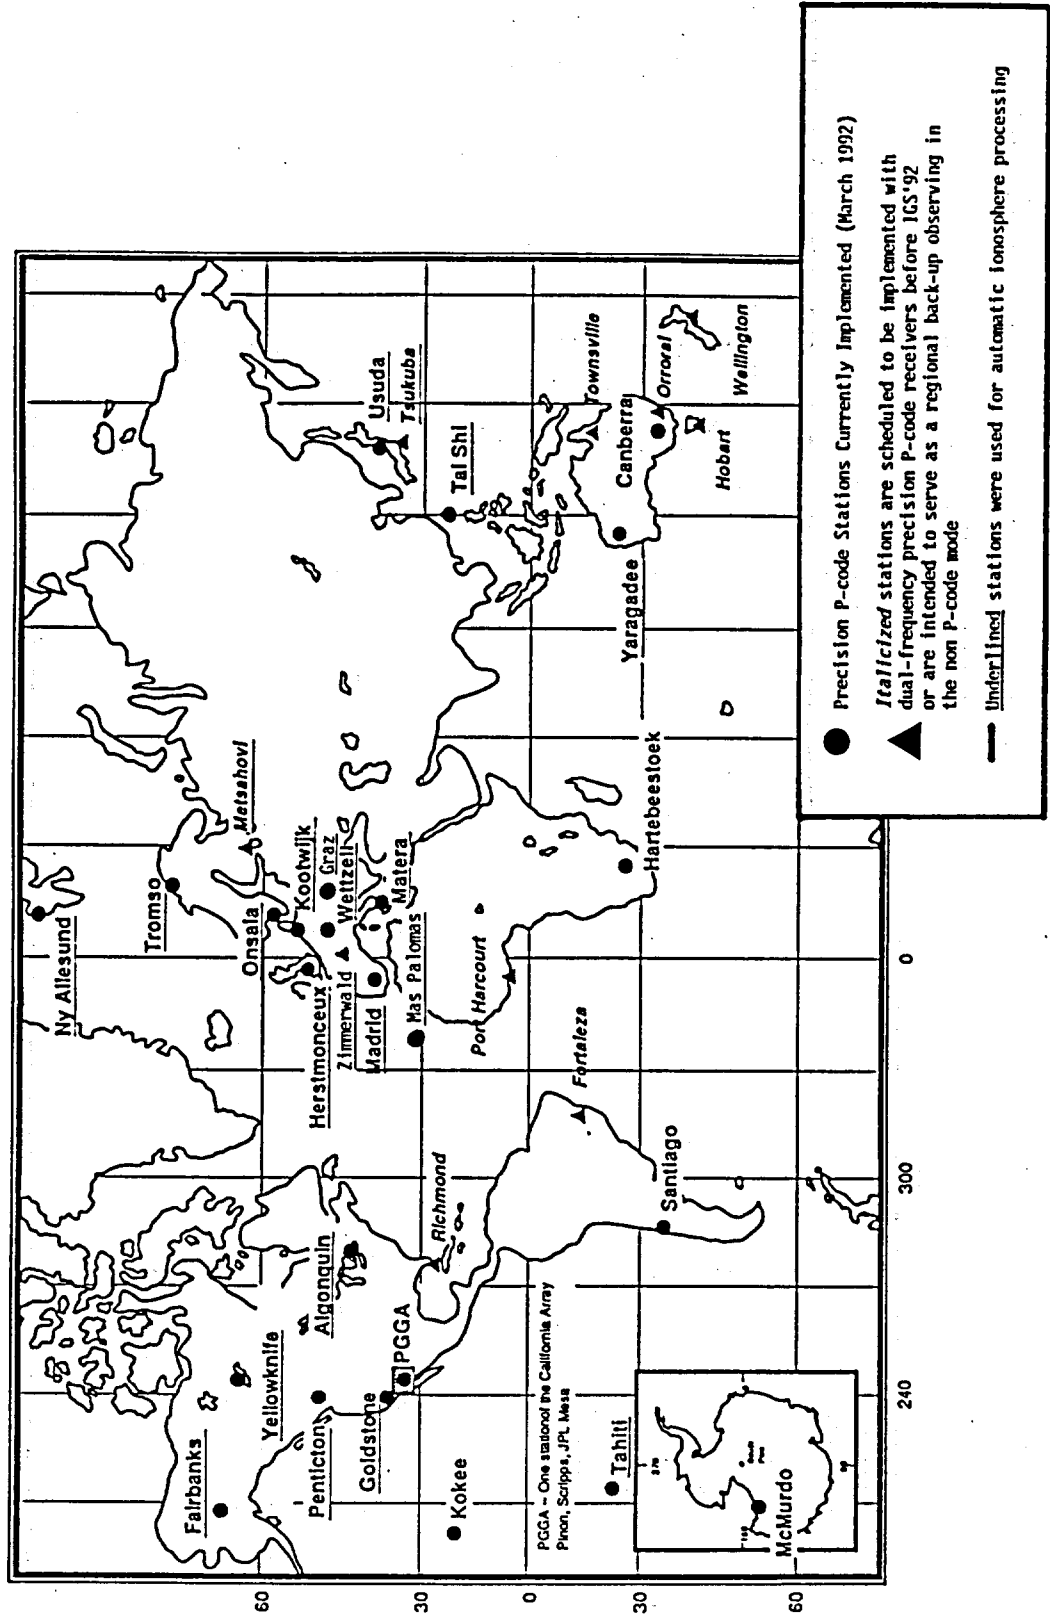 Ny Allesund
Tromso
Metsahovi
Onsala
Kootwijk
Graz
Wettzell
Matera
Herstmonceux
Zimmerwald
Madrid
Mas Palomas
Port Harcourt
Hartebeestoek
Usuda
Tsukuba
Tai Shi
Townsville
Canberra
Orroral
Yaragadee
Hobart
Wellington
Fairbanks
Yellowknife
Algonquin
Penticton
Goldstone
PGGA
Richmond
Kokee
Fortaleza
Santiago
Tahiti
PGGA -- One station of the California Array
Pinon, Scripps, JPL Mesa
McMurdo
60
30
0
30
60
240
300
0
Precision P-code Stations Currently Implemented (March 1992)
Italicized stations are scheduled to be implemented with
dual-frequency precision P-code receivers before IGS'92
or are intended to serve as a regional back-up observing in
the non P-code mode
Underlined stations were used for automatic ionosphere processing